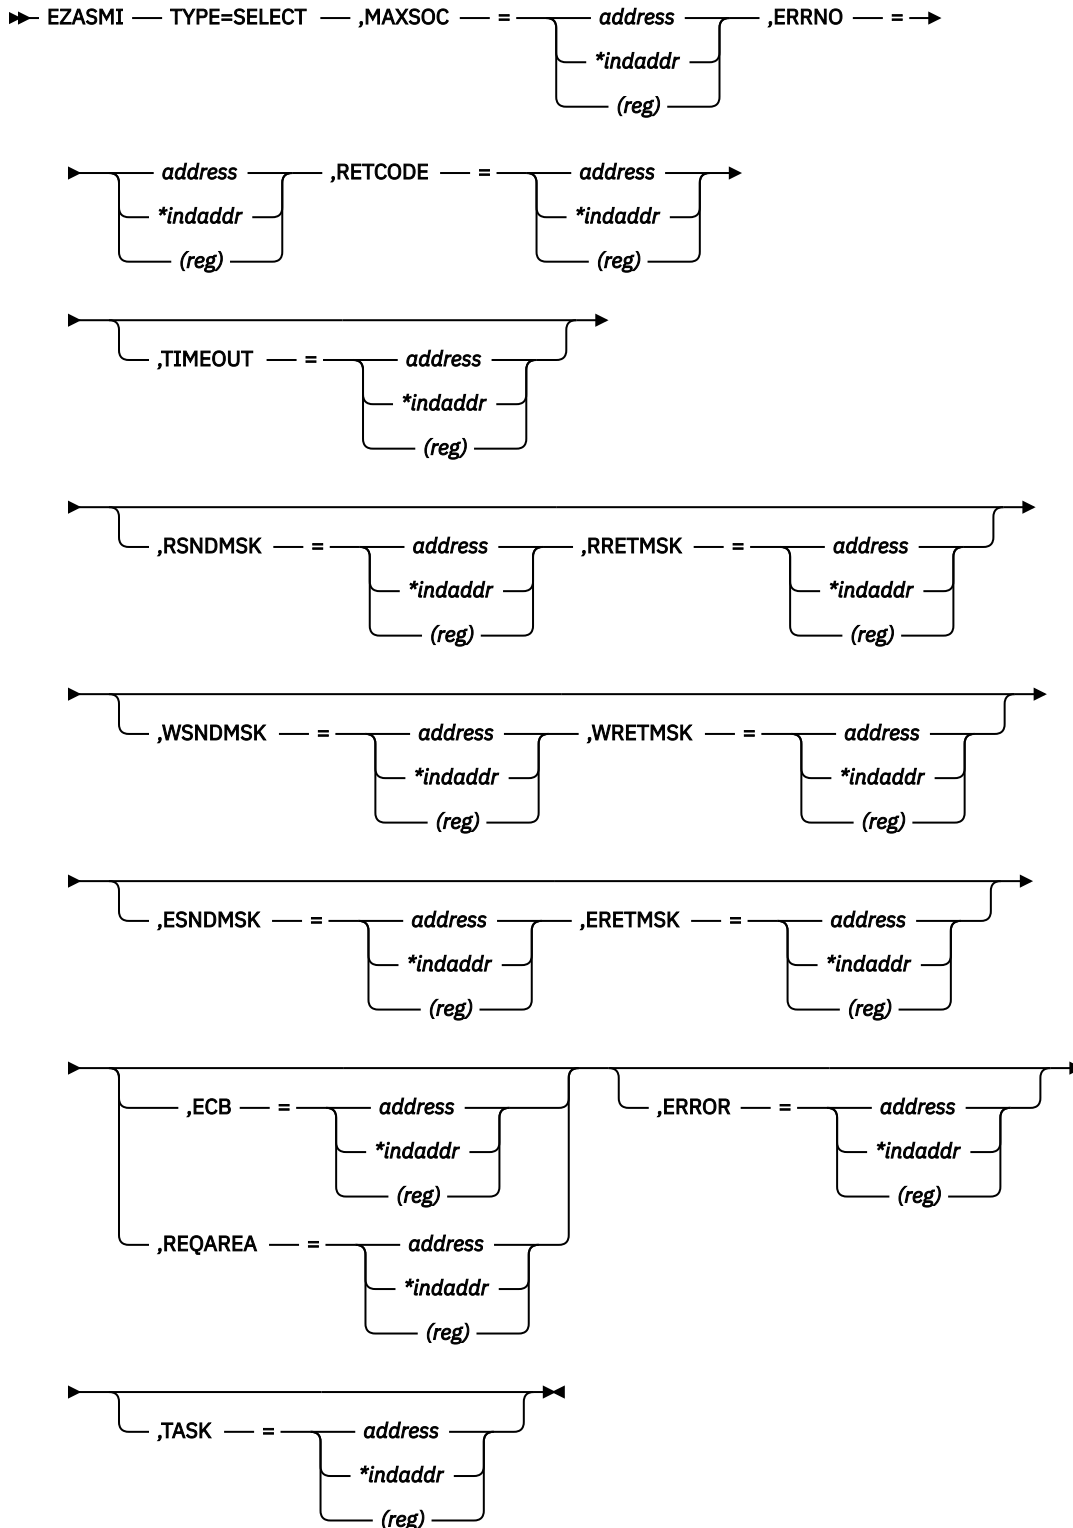 EZASMI TYPE=SELECT ,MAXSOC = address ,ERRNO =
*indaddr
(reg)
address ,RETCODE = address
*indaddr *indaddr
(reg) (reg)
,TIMEOUT = address
*indaddr
(reg)
,RSNDMSK = address ,RRETMSK = address
*indaddr *indaddr
(reg) (reg)
,WSNDMSK = address ,WRETMSK = address
*indaddr *indaddr
(reg) (reg)
,ESNDMSK = address ,ERETMSK = address
*indaddr *indaddr
(reg) (reg)
,ECB = address ,ERROR = address
*indaddr *indaddr
(reg) (reg)
,REQAREA = address
*indaddr
(reg)
,TASK = address
*indaddr
(reg)